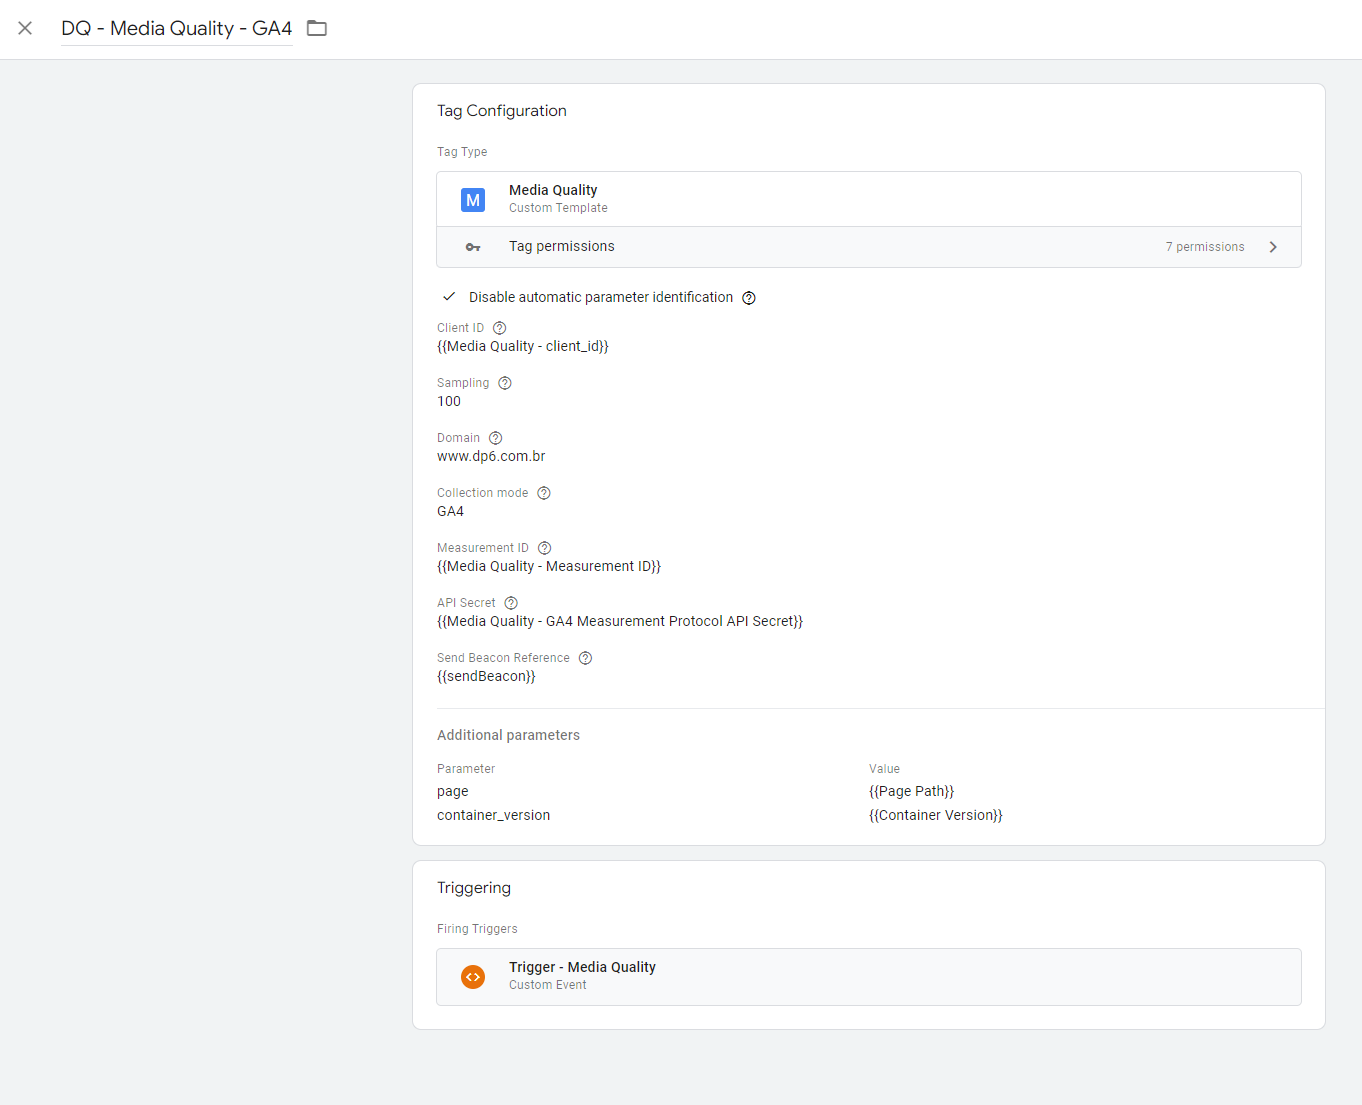 DQ - Media Quality - GA4
Tag Configuration
Tag Type
M
Media Quality
Custom Template
Tag permissions
7 permissions
Disable automatic parameter identification
Client ID
{{Media Quality - client_id}}
Sampling
100
Domain
www.dp6.com.br
Collection mode
GA4
Measurement ID
{{Media Quality - Measurement ID}}
API Secret
{{Media Quality - GA4 Measurement Protocol API Secret}}
Send Beacon Reference
{{sendBeacon}}
Additional parameters
Parameter Value
page {{Page Path}}
container_version {{Container Version}}
Triggering
Firing Triggers
Trigger - Media Quality
Custom Event